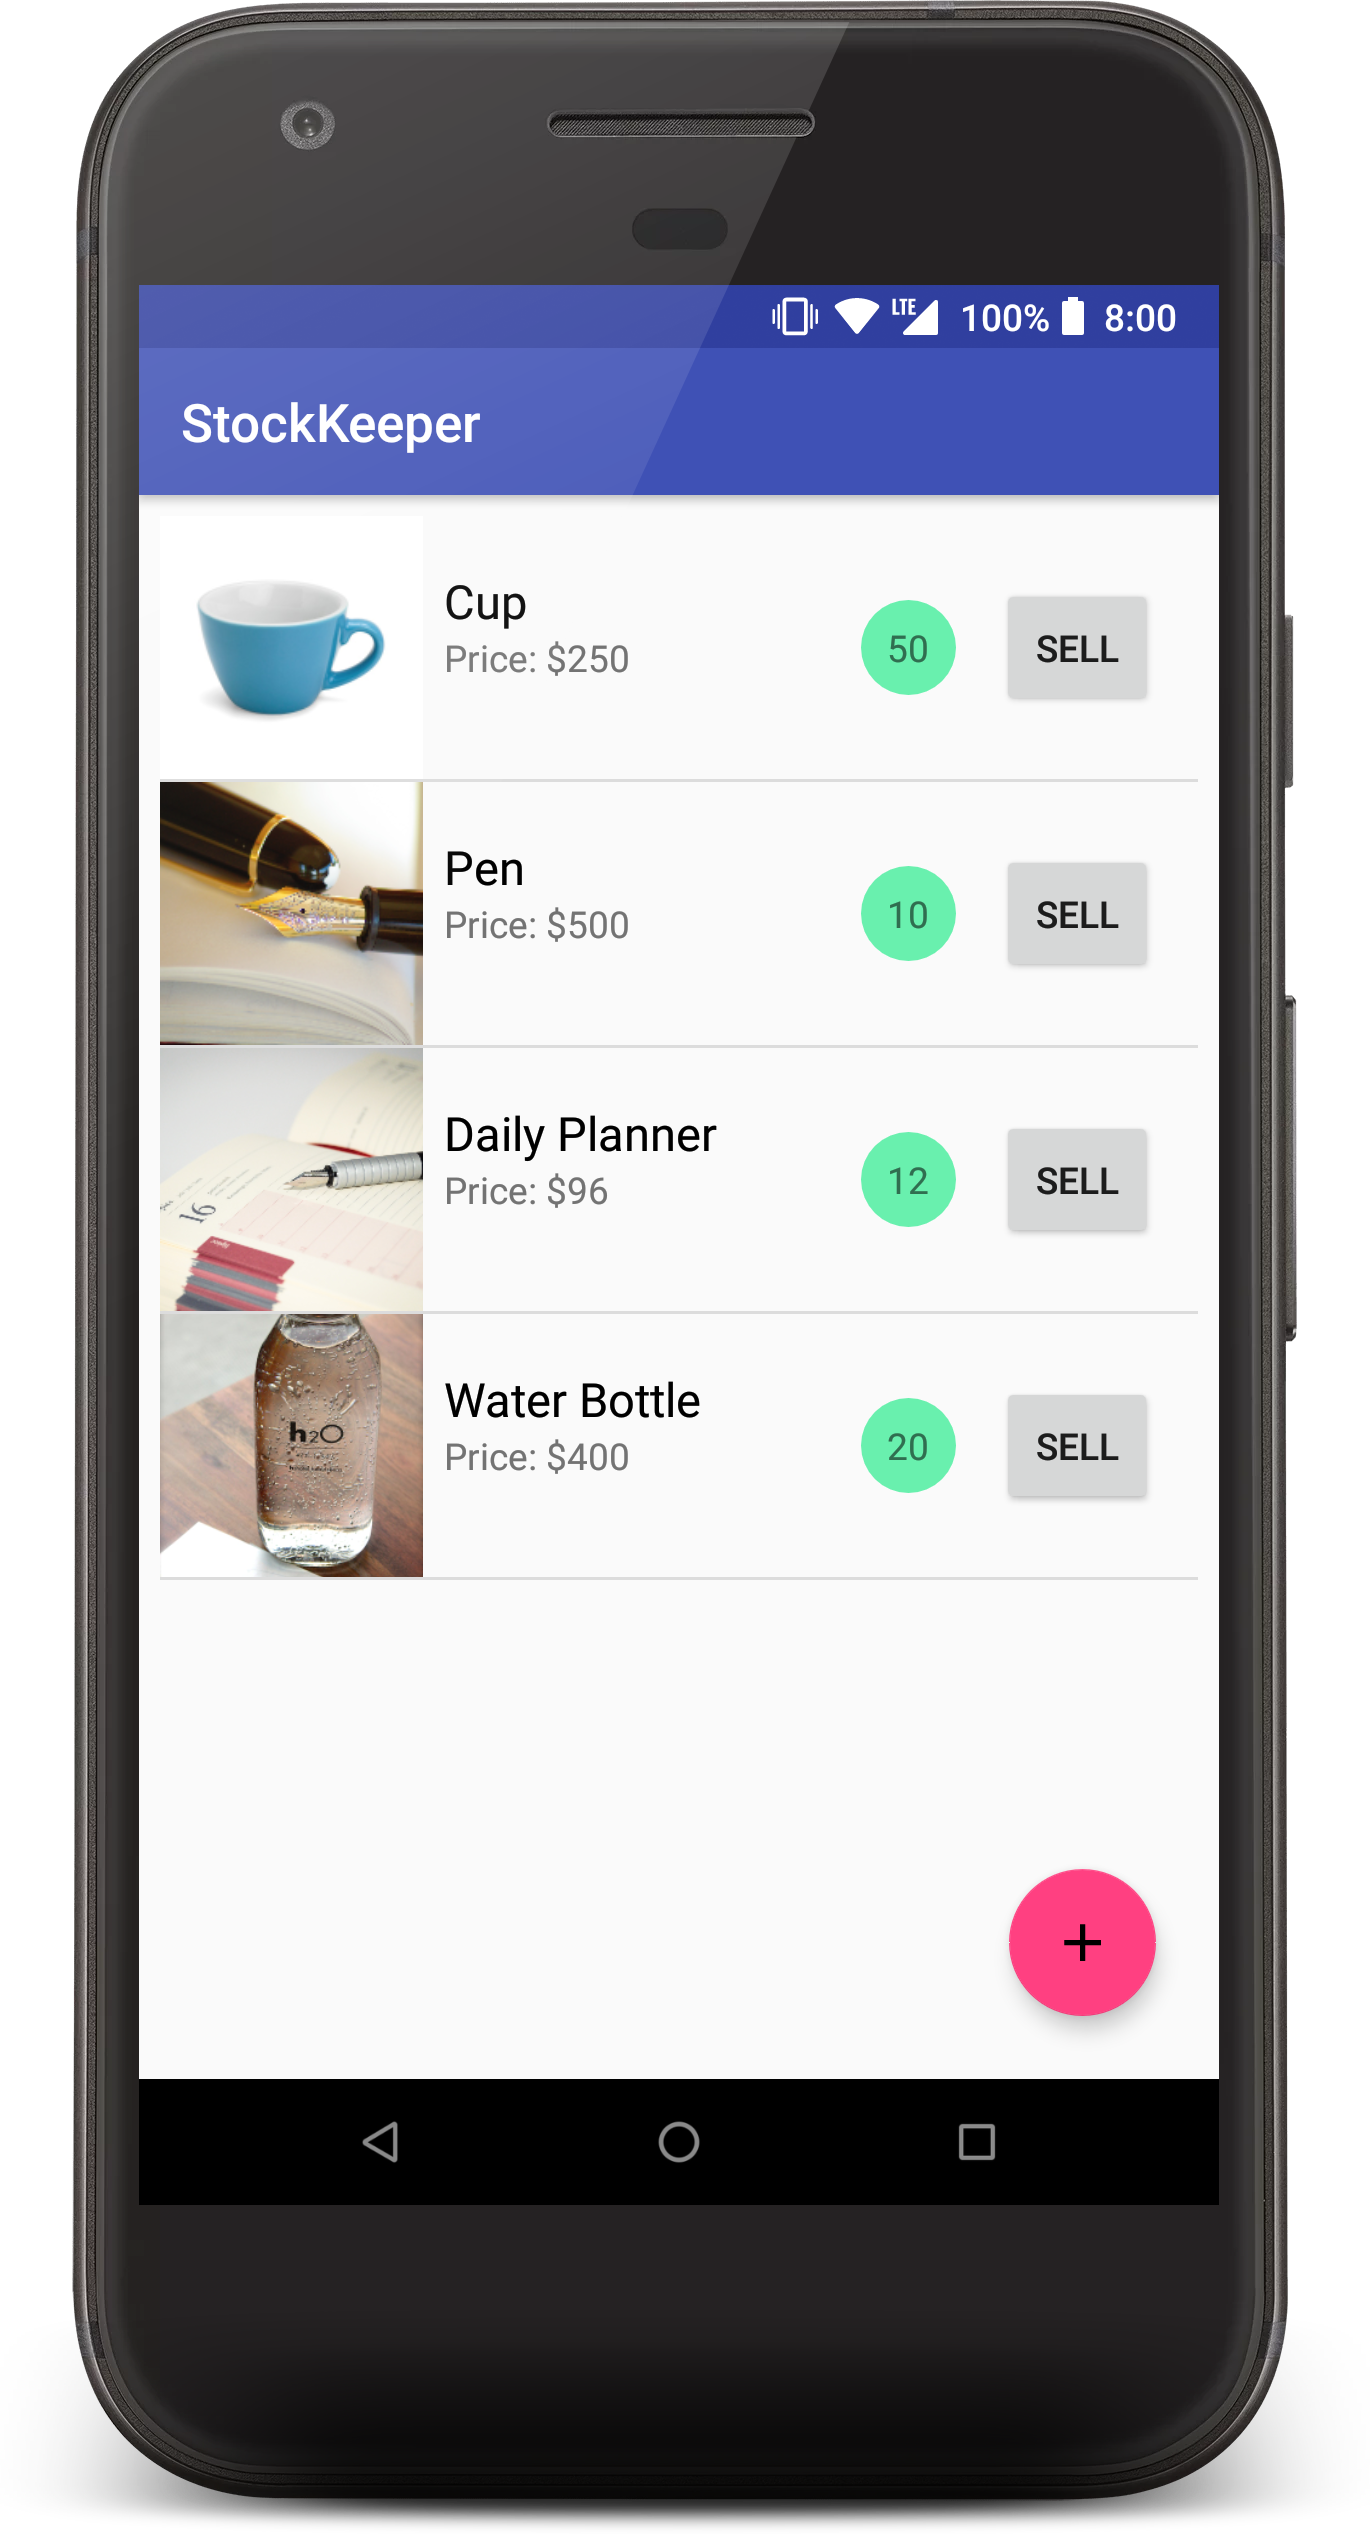 LTE 100% 8:00
StockKeeper
Cup
Price: $250
50
SELL
Pen
Price: $500
10
SELL
Daily Planner
Price: $96
12
SELL
16
Water Bottle
Price: $400
20
SELL
h2O
+